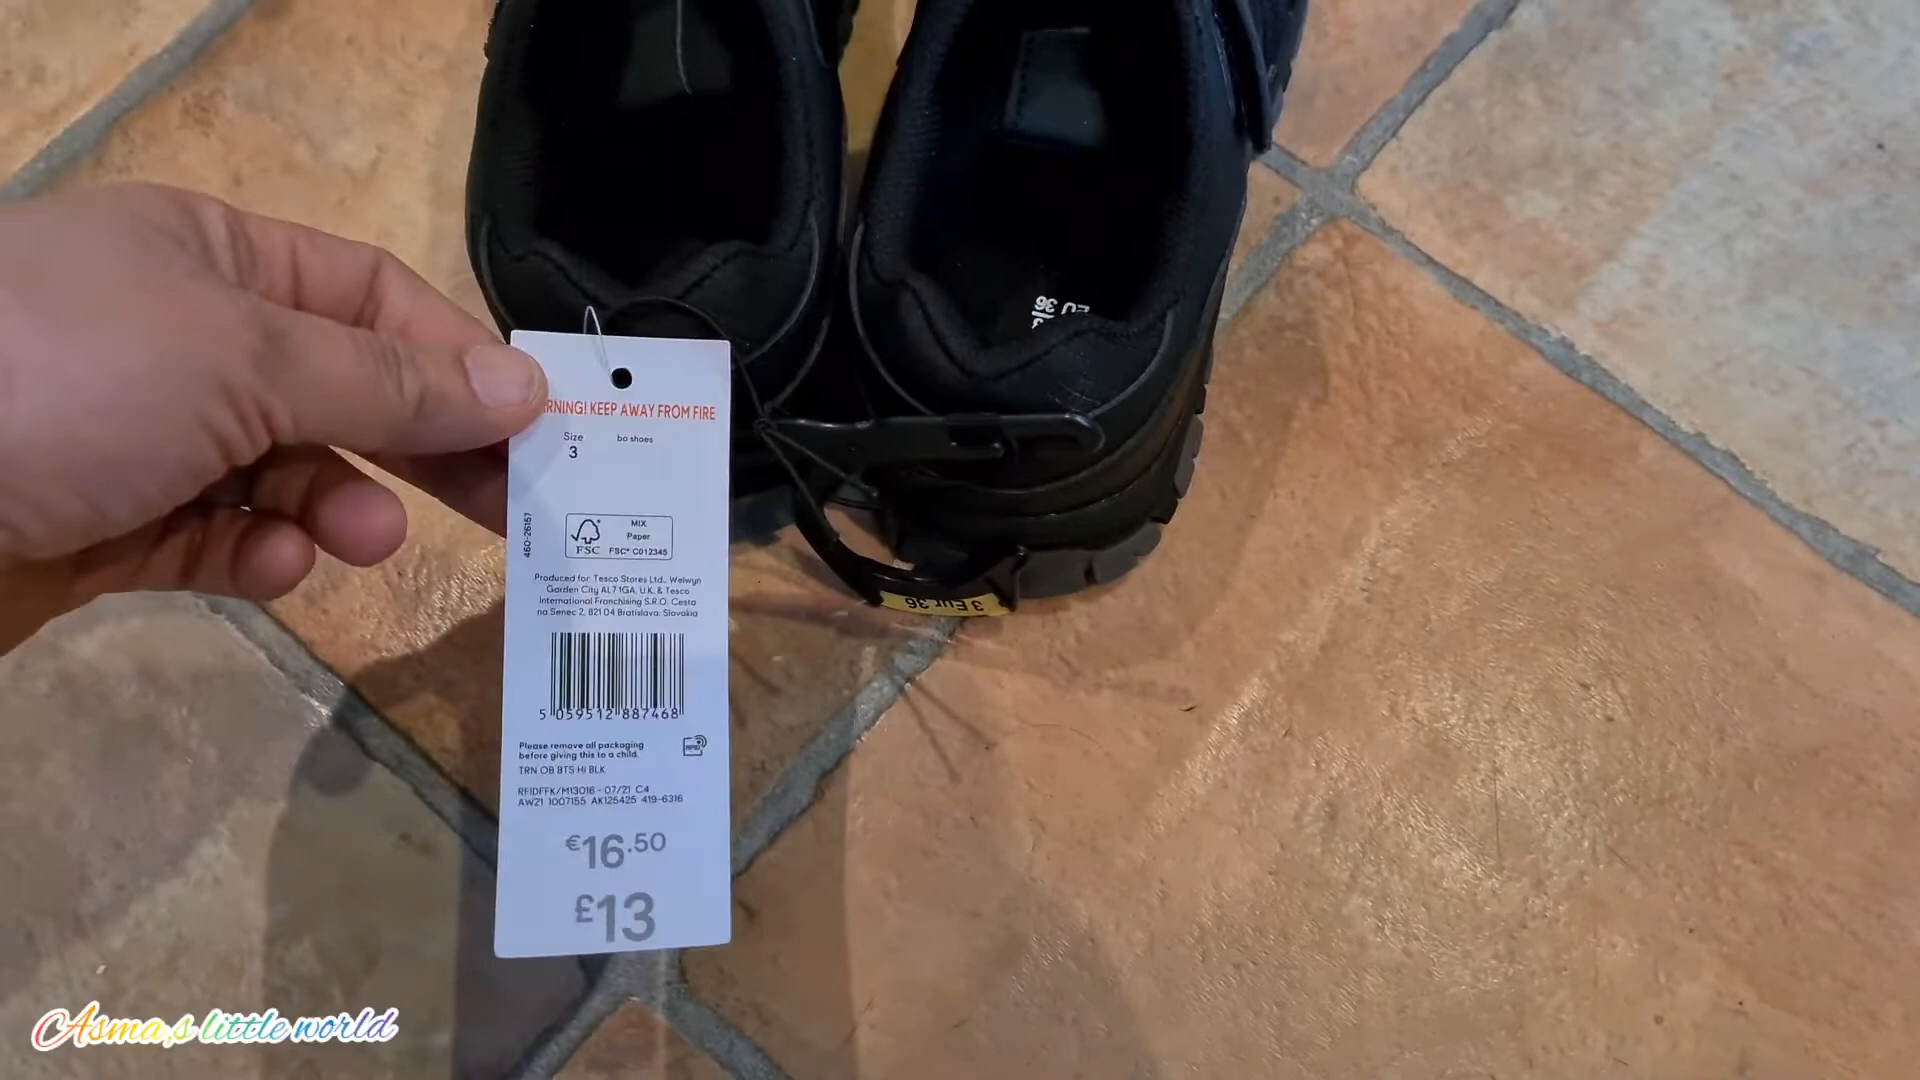 RNING! KEEP AWAY FROM FIRE
Size
3
bo shoes
460-26157
FSC
MIX
Paper
FSC® C012345
Produced for Tesco Stores Ltd., Welwyn
Garden City AL7 1GA, U.K. & Tesco
International Franchising S.R.O. Cesta
na Senec 2, 821 04 Bratislava, Slovakia
5 059512 887468
Please remove all packaging
before giving this to a child.
RFID
TRN OB BTS HI BLK
RFIDFFK/M13016 - 07/21 C4
AW21 1007155 AK125425 419-6316
€16.50
£13
EU
36
3
3 Eur 36
Asma,s little world